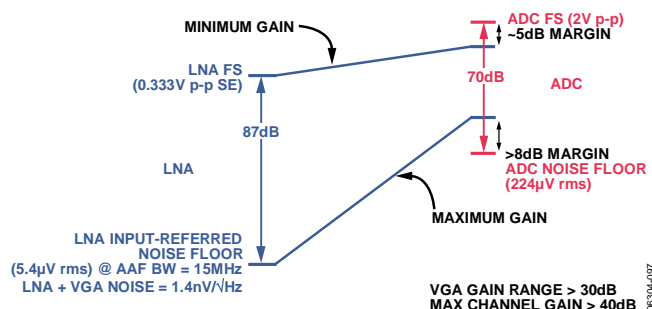 MINIMUM GAIN
ADC FS (2V p-p)
~5dB MARGIN
LNA FS
(0.333V p-p SE)
70dB
ADC
87dB
LNA
>8dB MARGIN
ADC NOISE FLOOR
(224µV rms)
MAXIMUM GAIN
LNA INPUT-REFERRED
NOISE FLOOR
(5.4µV rms) @ AAF BW = 15MHz
LNA + VGA NOISE = 1.4nV/√Hz
VGA GAIN RANGE > 30dB
MAX CHANNEL GAIN > 40dB
06304-097